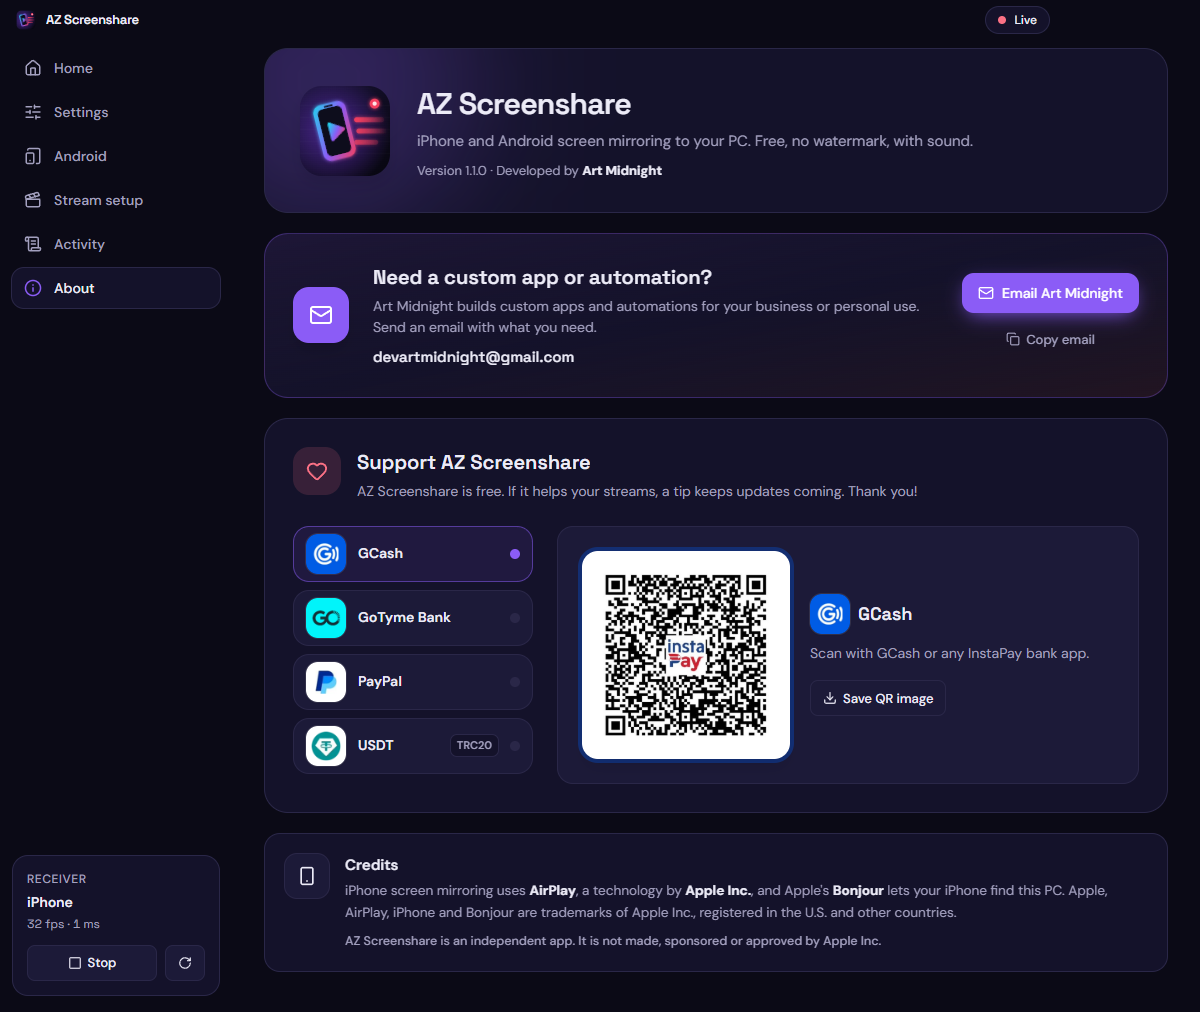 AZ Screenshare
Live
Home
Settings
Android
Stream setup
Activity
About
AZ Screenshare
iPhone and Android screen mirroring to your PC. Free, no watermark, with sound.
Version 1.1.0 · Developed by Art Midnight
Need a custom app or automation?
Art Midnight builds custom apps and automations for your business or personal use.
Send an email with what you need.
devartmidnight@gmail.com
Email Art Midnight
Copy email
Support AZ Screenshare
AZ Screenshare is free. If it helps your streams, a tip keeps updates coming. Thank you!
GCash
GO
GoTyme Bank
PayPal
USDT
TRC20
insta
Pay
GCash
Scan with GCash or any InstaPay bank app.
Save QR image
Credits
iPhone screen mirroring uses AirPlay, a technology by Apple Inc., and Apple's Bonjour lets your iPhone find this PC. Apple,
AirPlay, iPhone and Bonjour are trademarks of Apple Inc., registered in the U.S. and other countries.
AZ Screenshare is an independent app. It is not made, sponsored or approved by Apple Inc.
RECEIVER
iPhone
32 fps · 1 ms
Stop